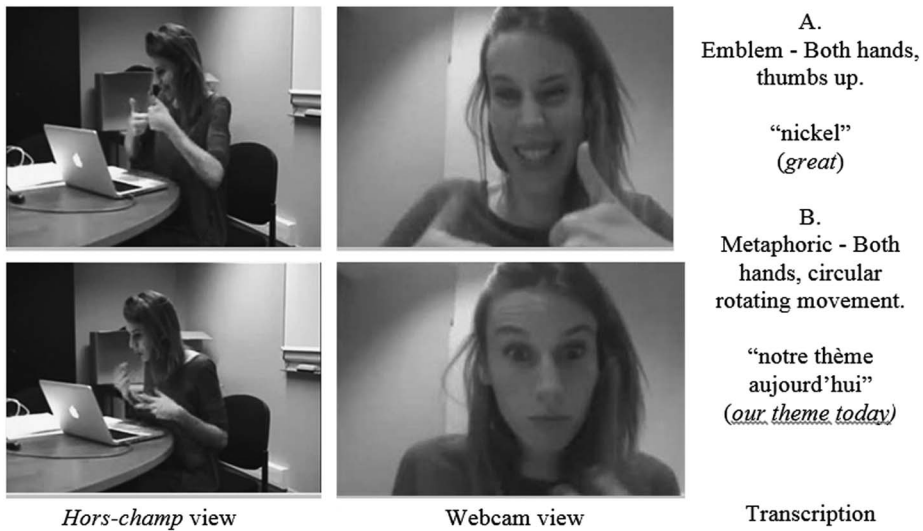 A.
Emblem - Both hands,
thumbs up.
“nickel”
(great)
B.
Metaphoric - Both
hands, circular
rotating movement.
“notre thème
aujourd’hui”
(our theme today)
Hors-champ view
Webcam view
Transcription